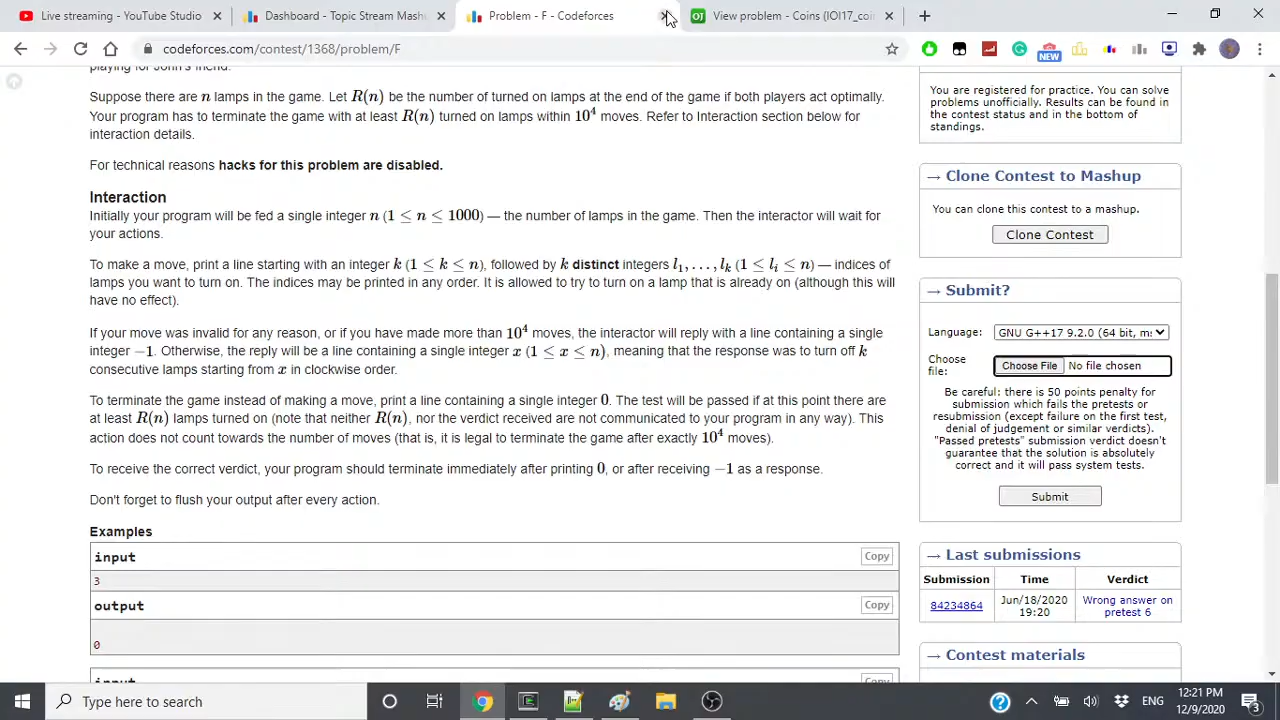 Live streaming - YouTube Studio
Dashboard - Topic Stream Mash
Problem - F - Codeforces
View problem - Coins (IOI17_coin
codeforces.com/contest/1368/problem/F
NEW
playing for John's friend.
Suppose there are n lamps in the game. Let R(n) be the number of turned on lamps at the end of the game if both players act optimally.
Your program has to terminate the game with at least R(n) turned on lamps within 10^4 moves. Refer to Interaction section below for
interaction details.
For technical reasons hacks for this problem are disabled.
Interaction
Initially your program will be fed a single integer n (1 ≤ n ≤ 1000) — the number of lamps in the game. Then the interactor will wait for
your actions.
To make a move, print a line starting with an integer k (1 ≤ k ≤ n), followed by k distinct integers l1, . . . , lk (1 ≤ li ≤ n) — indices of
lamps you want to turn on. The indices may be printed in any order. It is allowed to try to turn on a lamp that is already on (although this will
have no effect).
If your move was invalid for any reason, or if you have made more than 10^4 moves, the interactor will reply with a line containing a single
integer −1. Otherwise, the reply will be a line containing a single integer x (1 ≤ x ≤ n), meaning that the response was to turn off k
consecutive lamps starting from x in clockwise order.
To terminate the game instead of making a move, print a line containing a single integer 0. The test will be passed if at this point there are
at least R(n) lamps turned on (note that neither R(n), nor the verdict received are not communicated to your program in any way). This
action does not count towards the number of moves (that is, it is legal to terminate the game after exactly 10^4 moves).
To receive the correct verdict, your program should terminate immediately after printing 0, or after receiving −1 as a response.
Don't forget to flush your output after every action.
Examples
input
Copy
3
output
Copy
0
Copy
You are registered for practice. You can solve
problems unofficially. Results can be found in
the contest status and in the bottom of
standings.
→ Clone Contest to Mashup
You can clone this contest to a mashup.
Clone Contest
→ Submit?
Language: GNU G++17 9.2.0 (64 bit, ms
Choose
file: Choose File No file chosen
Be careful: there is 50 points penalty for
submission which fails the pretests or
resubmission (except failure on the first test,
denial of judgement or similar verdicts).
"Passed pretests" submission verdict doesn't
guarantee that the solution is absolutely
correct and it will pass system tests.
Submit
→ Last submissions
Submission Time Verdict
84234864 Jun/18/2020 19:20 Wrong answer on pretest 6
→ Contest materials
Type here to search
ENG
12:21 PM
12/9/2020
3